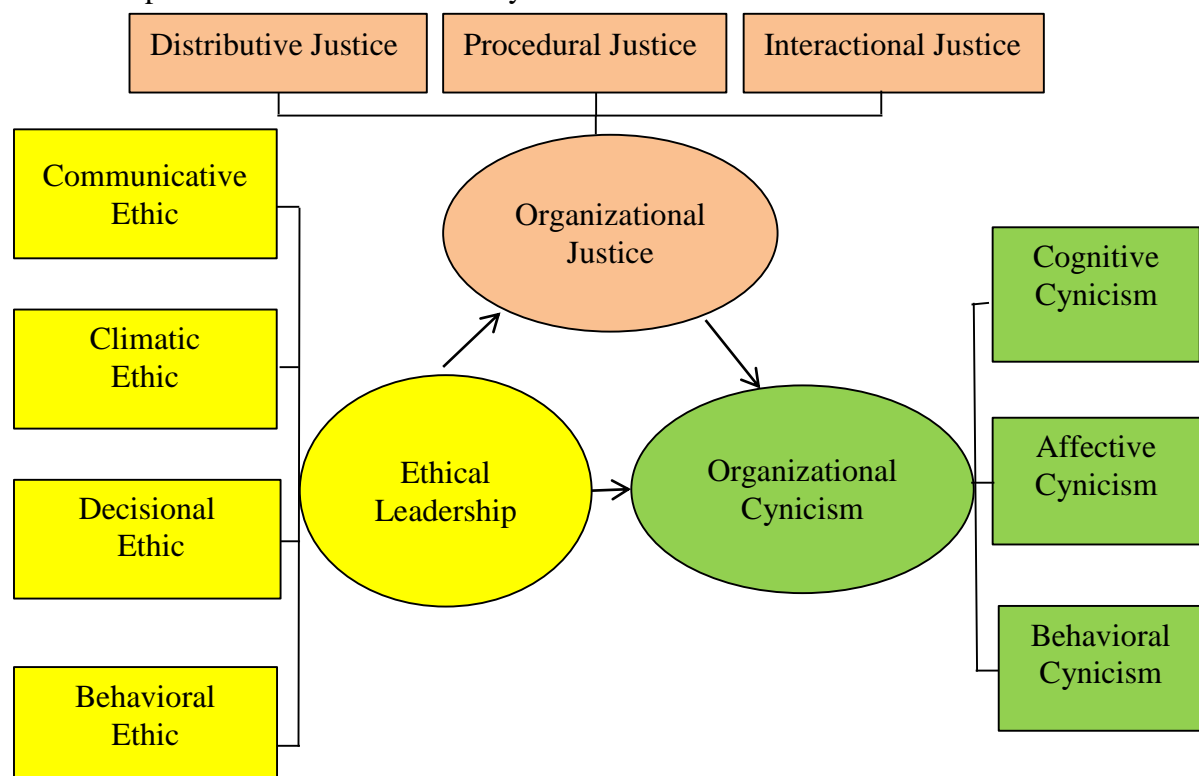 Distributive Justice
Procedural Justice
Interactional Justice
Communicative
Ethic
Organizational
Justice
Cognitive
Cynicism
Climatic
Ethic
Ethical
Leadership
Organizational
Cynicism
Affective
Cynicism
Decisional
Ethic
Behavioral
Cynicism
Behavioral
Ethic